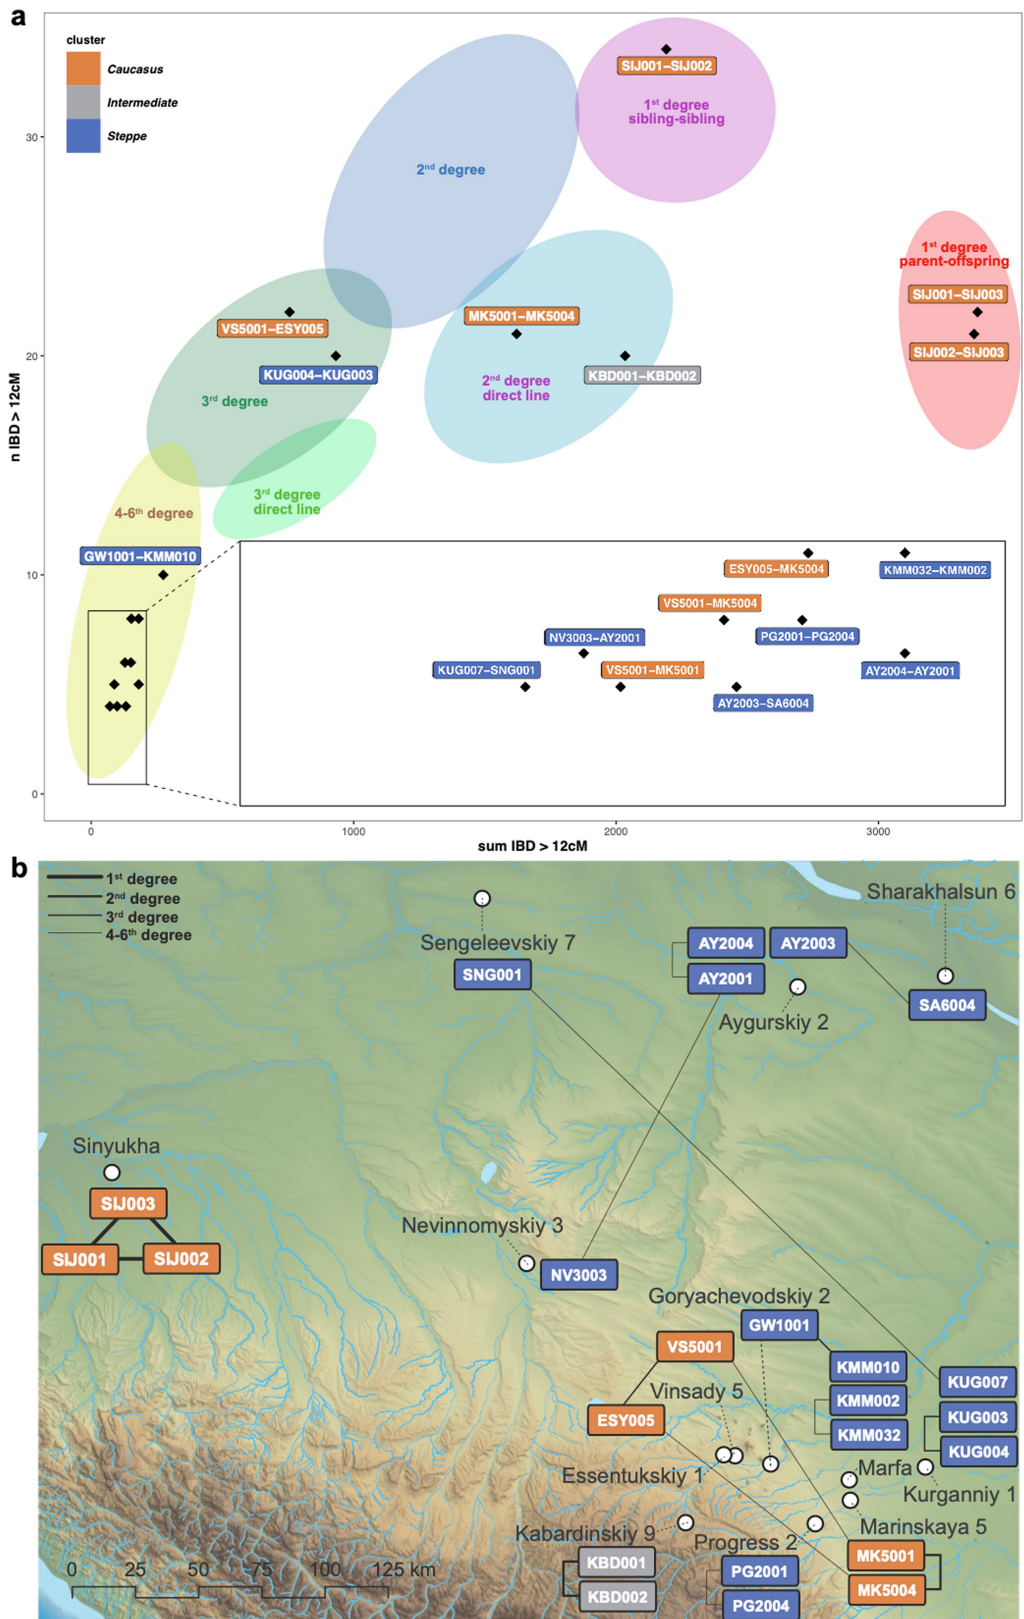 a
cluster
Caucasus
Intermediate
Steppe
SIJ001–SIJ002
1st degree
sibling-sibling
2nd degree
1st degree
parent-offspring
SIJ001–SIJ003
SIJ002–SIJ003
VS5001–ESY005
MK5001–MK5004
KUG004–KUG003
KBD001–KBD002
2nd degree
direct line
3rd degree
3rd degree
direct line
4-6th degree
GW1001–KMM010
ESY005–MK5004
KMM032–KMM002
VS5001–MK5004
NV3003–AY2001
PG2001–PG2004
KUG007–SNG001
VS5001–MK5001
AY2004–AY2001
AY2003–SA6004
30
20
10
0
n IBD > 12cM
0
1000
2000
3000
sum IBD > 12cM
b
1st degree
2nd degree
3rd degree
4-6th degree
Sharakhalsun 6
Sengeleevskiy 7
SNG001
AY2004
AY2003
AY2001
SA6004
Aygurskiy 2
Sinyukha
SIJ003
SIJ001
SIJ002
Nevinnomyskiy 3
NV3003
Goryachevodskiy 2
GW1001
VS5001
KMM010
KUG007
Vinsady 5
KMM002
ESY005
KUG003
KMM032
KUG004
Essentukskiy 1
Marfa
Kurganniy 1
Kabardinskiy 9
Progress 2
Marinskaya 5
KBD001
MK5001
PG2001
KBD002
MK5004
PG2004
0 25 50 75 100 125 km